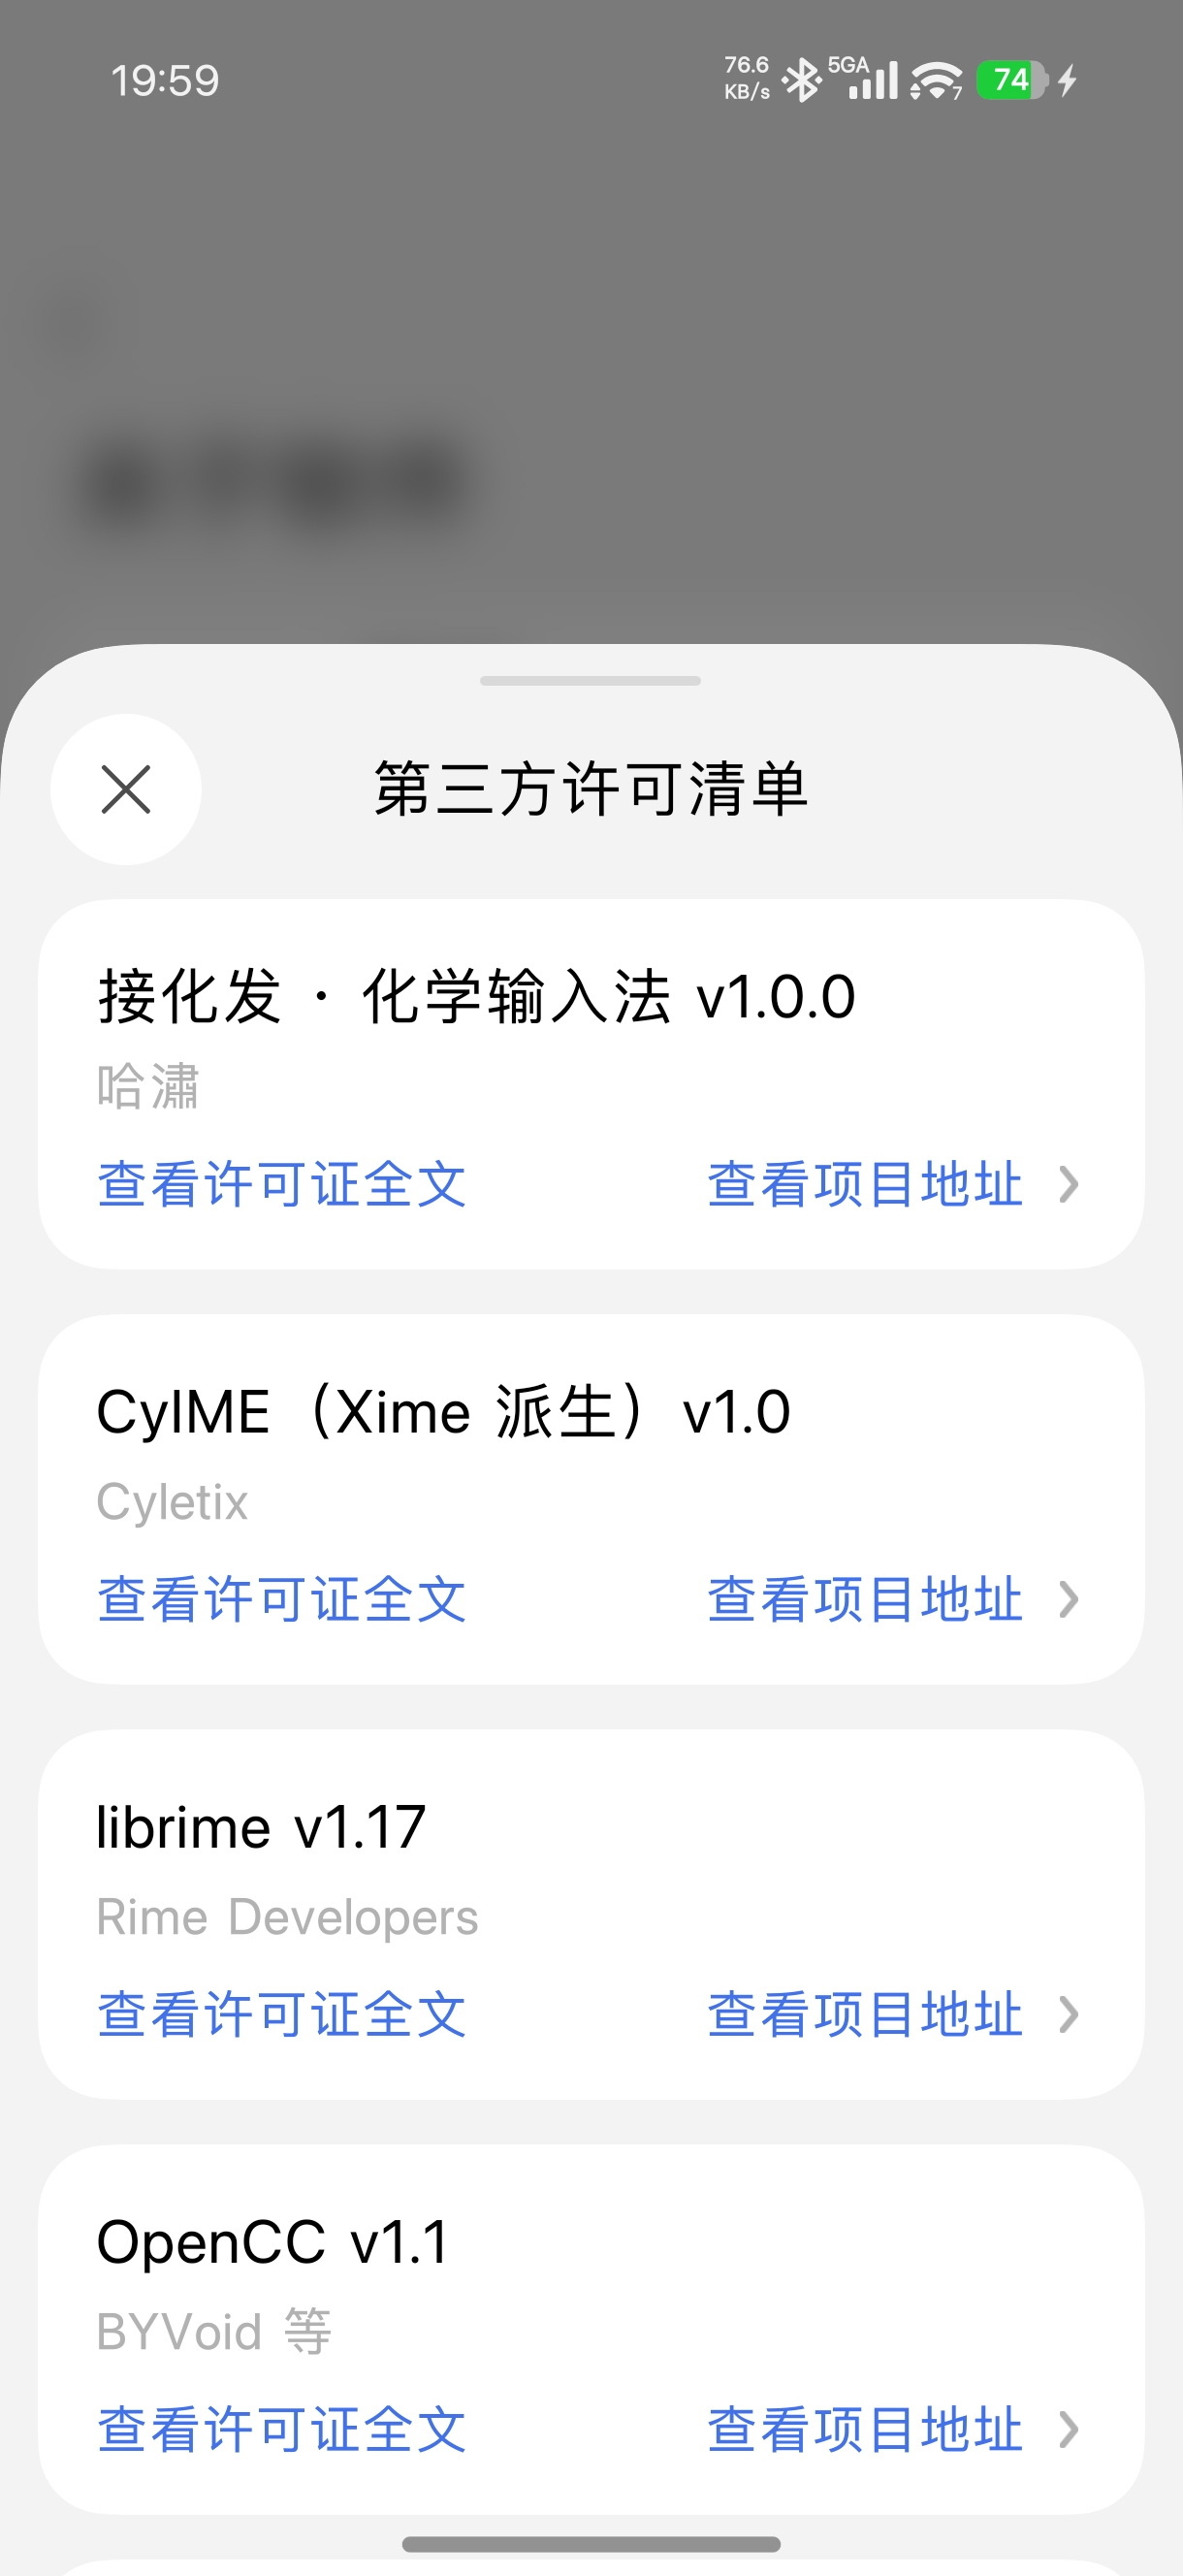 19:59
76.6 KB/s 5GA 7 74
第三方许可清单
接化发 · 化学输入法 v1.0.0
哈潚
查看许可证全文 查看项目地址
CyIME（Xime 派生）v1.0
Cyletix
查看许可证全文 查看项目地址
librime v1.17
Rime Developers
查看许可证全文 查看项目地址
OpenCC v1.1
BYVoid 等
查看许可证全文 查看项目地址